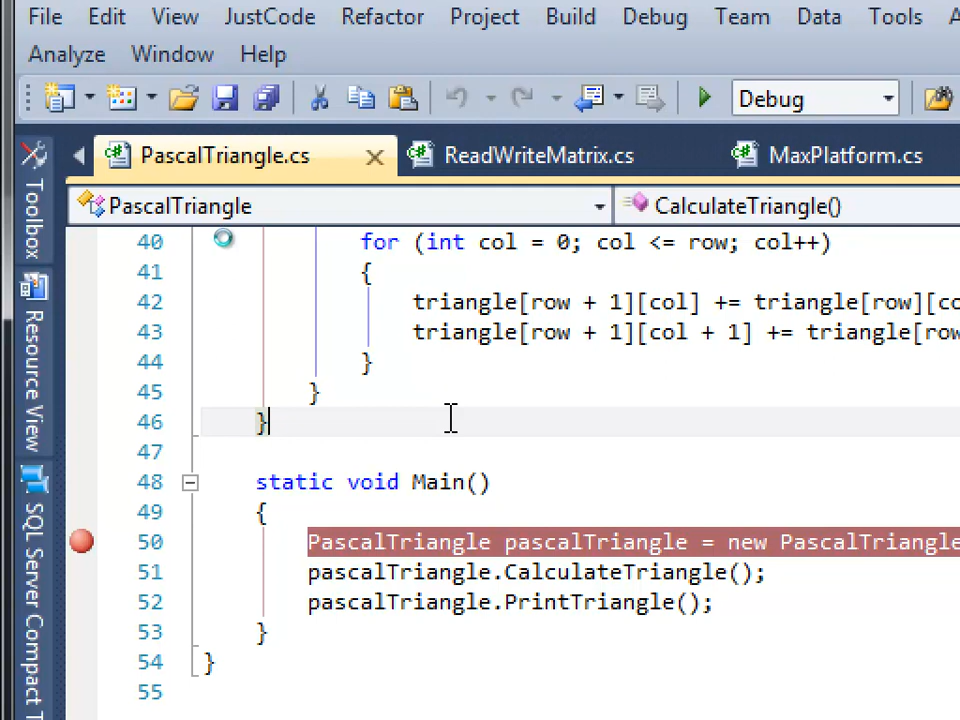 File Edit View JustCode Refactor Project Build Debug Team Data Tools A
Analyze Window Help
Debug
PascalTriangle.cs ReadWriteMatrix.cs MaxPlatform.cs
PascalTriangle CalculateTriangle()
Toolbox
Resource View
SQL Server Compact T
40 for (int col = 0; col <= row; col++)
41 {
42 triangle[row + 1][col] += triangle[row][co
43 triangle[row + 1][col + 1] += triangle[row
44 }
45 }
46 }
47
48 static void Main()
49 {
50 PascalTriangle pascalTriangle = new PascalTriangle
51 pascalTriangle.CalculateTriangle();
52 pascalTriangle.PrintTriangle();
53 }
54 }
55